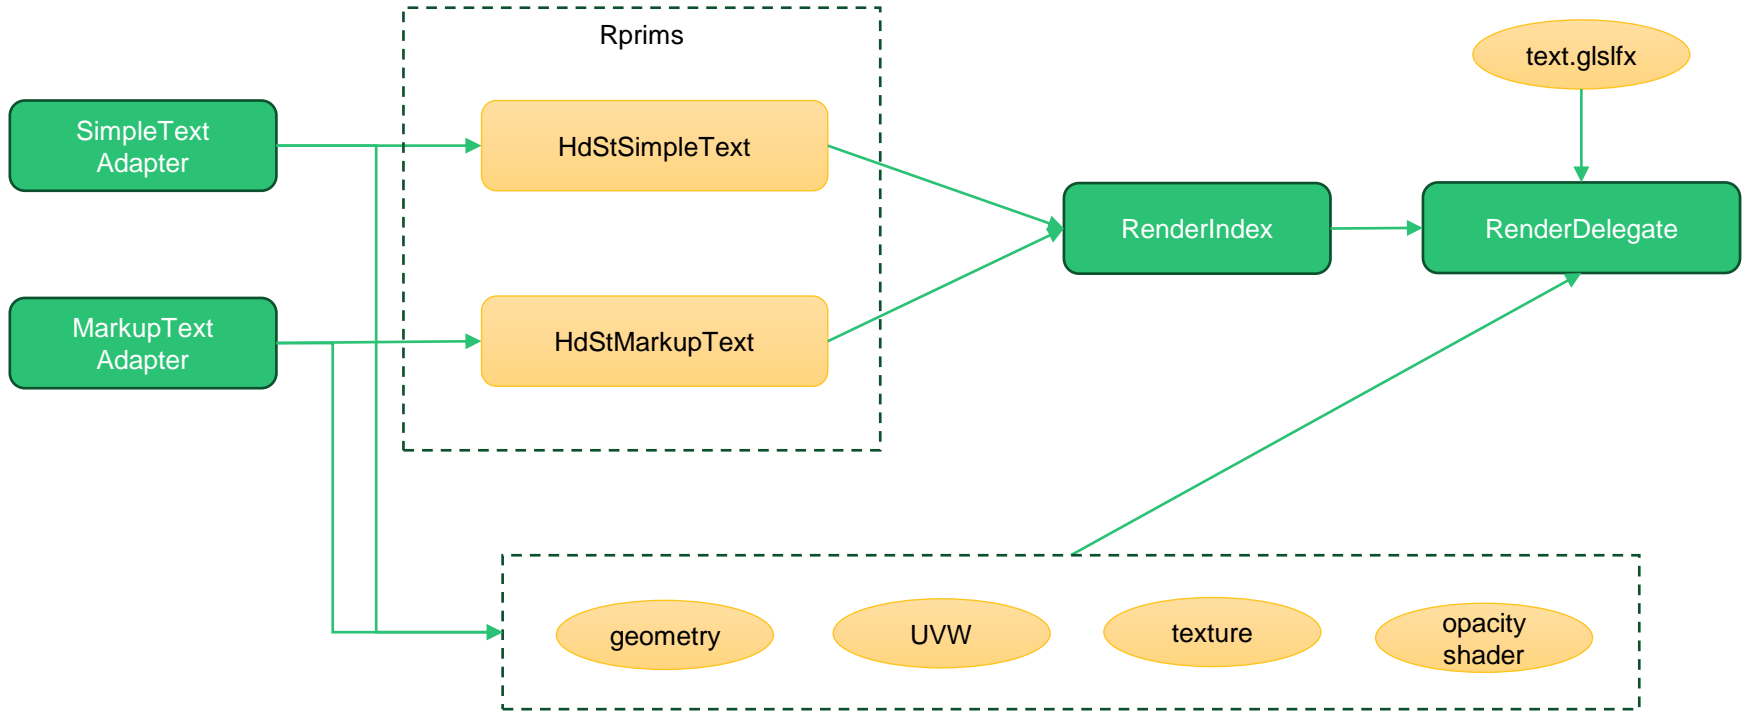 Rprims
text.glslfx
SimpleText
Adapter
HdStSimpleText
RenderIndex
RenderDelegate
MarkupText
Adapter
HdStMarkupText
geometry
UVW
texture
opacity
shader